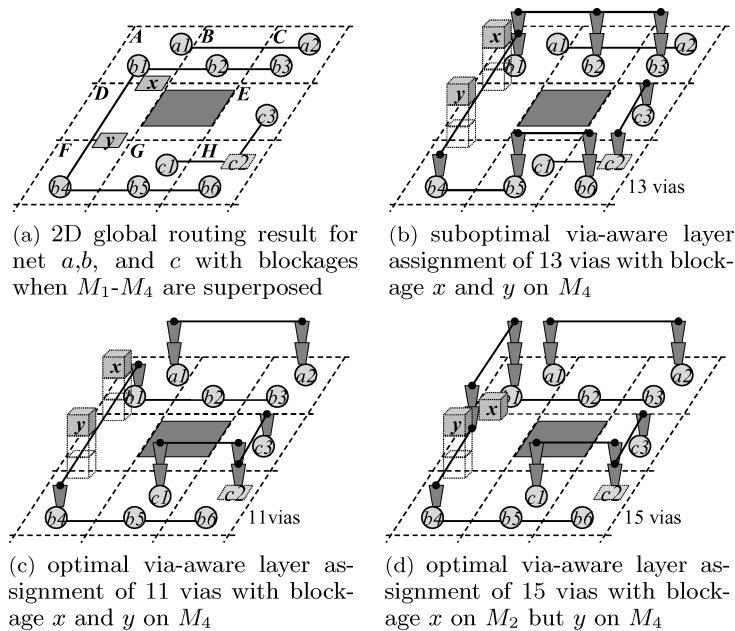 A B C
a1 a2
b1 b2 b3
x
D E
c3
y
F G H
c1 c2
b4 b5 b6
(a) 2D global routing result for
net a,b, and c with blockages
when M1-M4 are superposed
x
a1 a2
b1 b2 b3
y
c3
c1 c2
b4 b5 b6
13 vias
(b) suboptimal via-aware layer
assignment of 13 vias with block-
age x and y on M4
x
a1 a2
b1 b2 b3
y
c3
c1 c2
b4 b5 b6
11vias
(c) optimal via-aware layer as-
signment of 11 vias with block-
age x and y on M4
a1 a2
b1 b2 b3
x
y
c3
c1 c2
b4 b5 b6
15 vias
(d) optimal via-aware layer as-
signment of 15 vias with block-
age x on M2 but y on M4